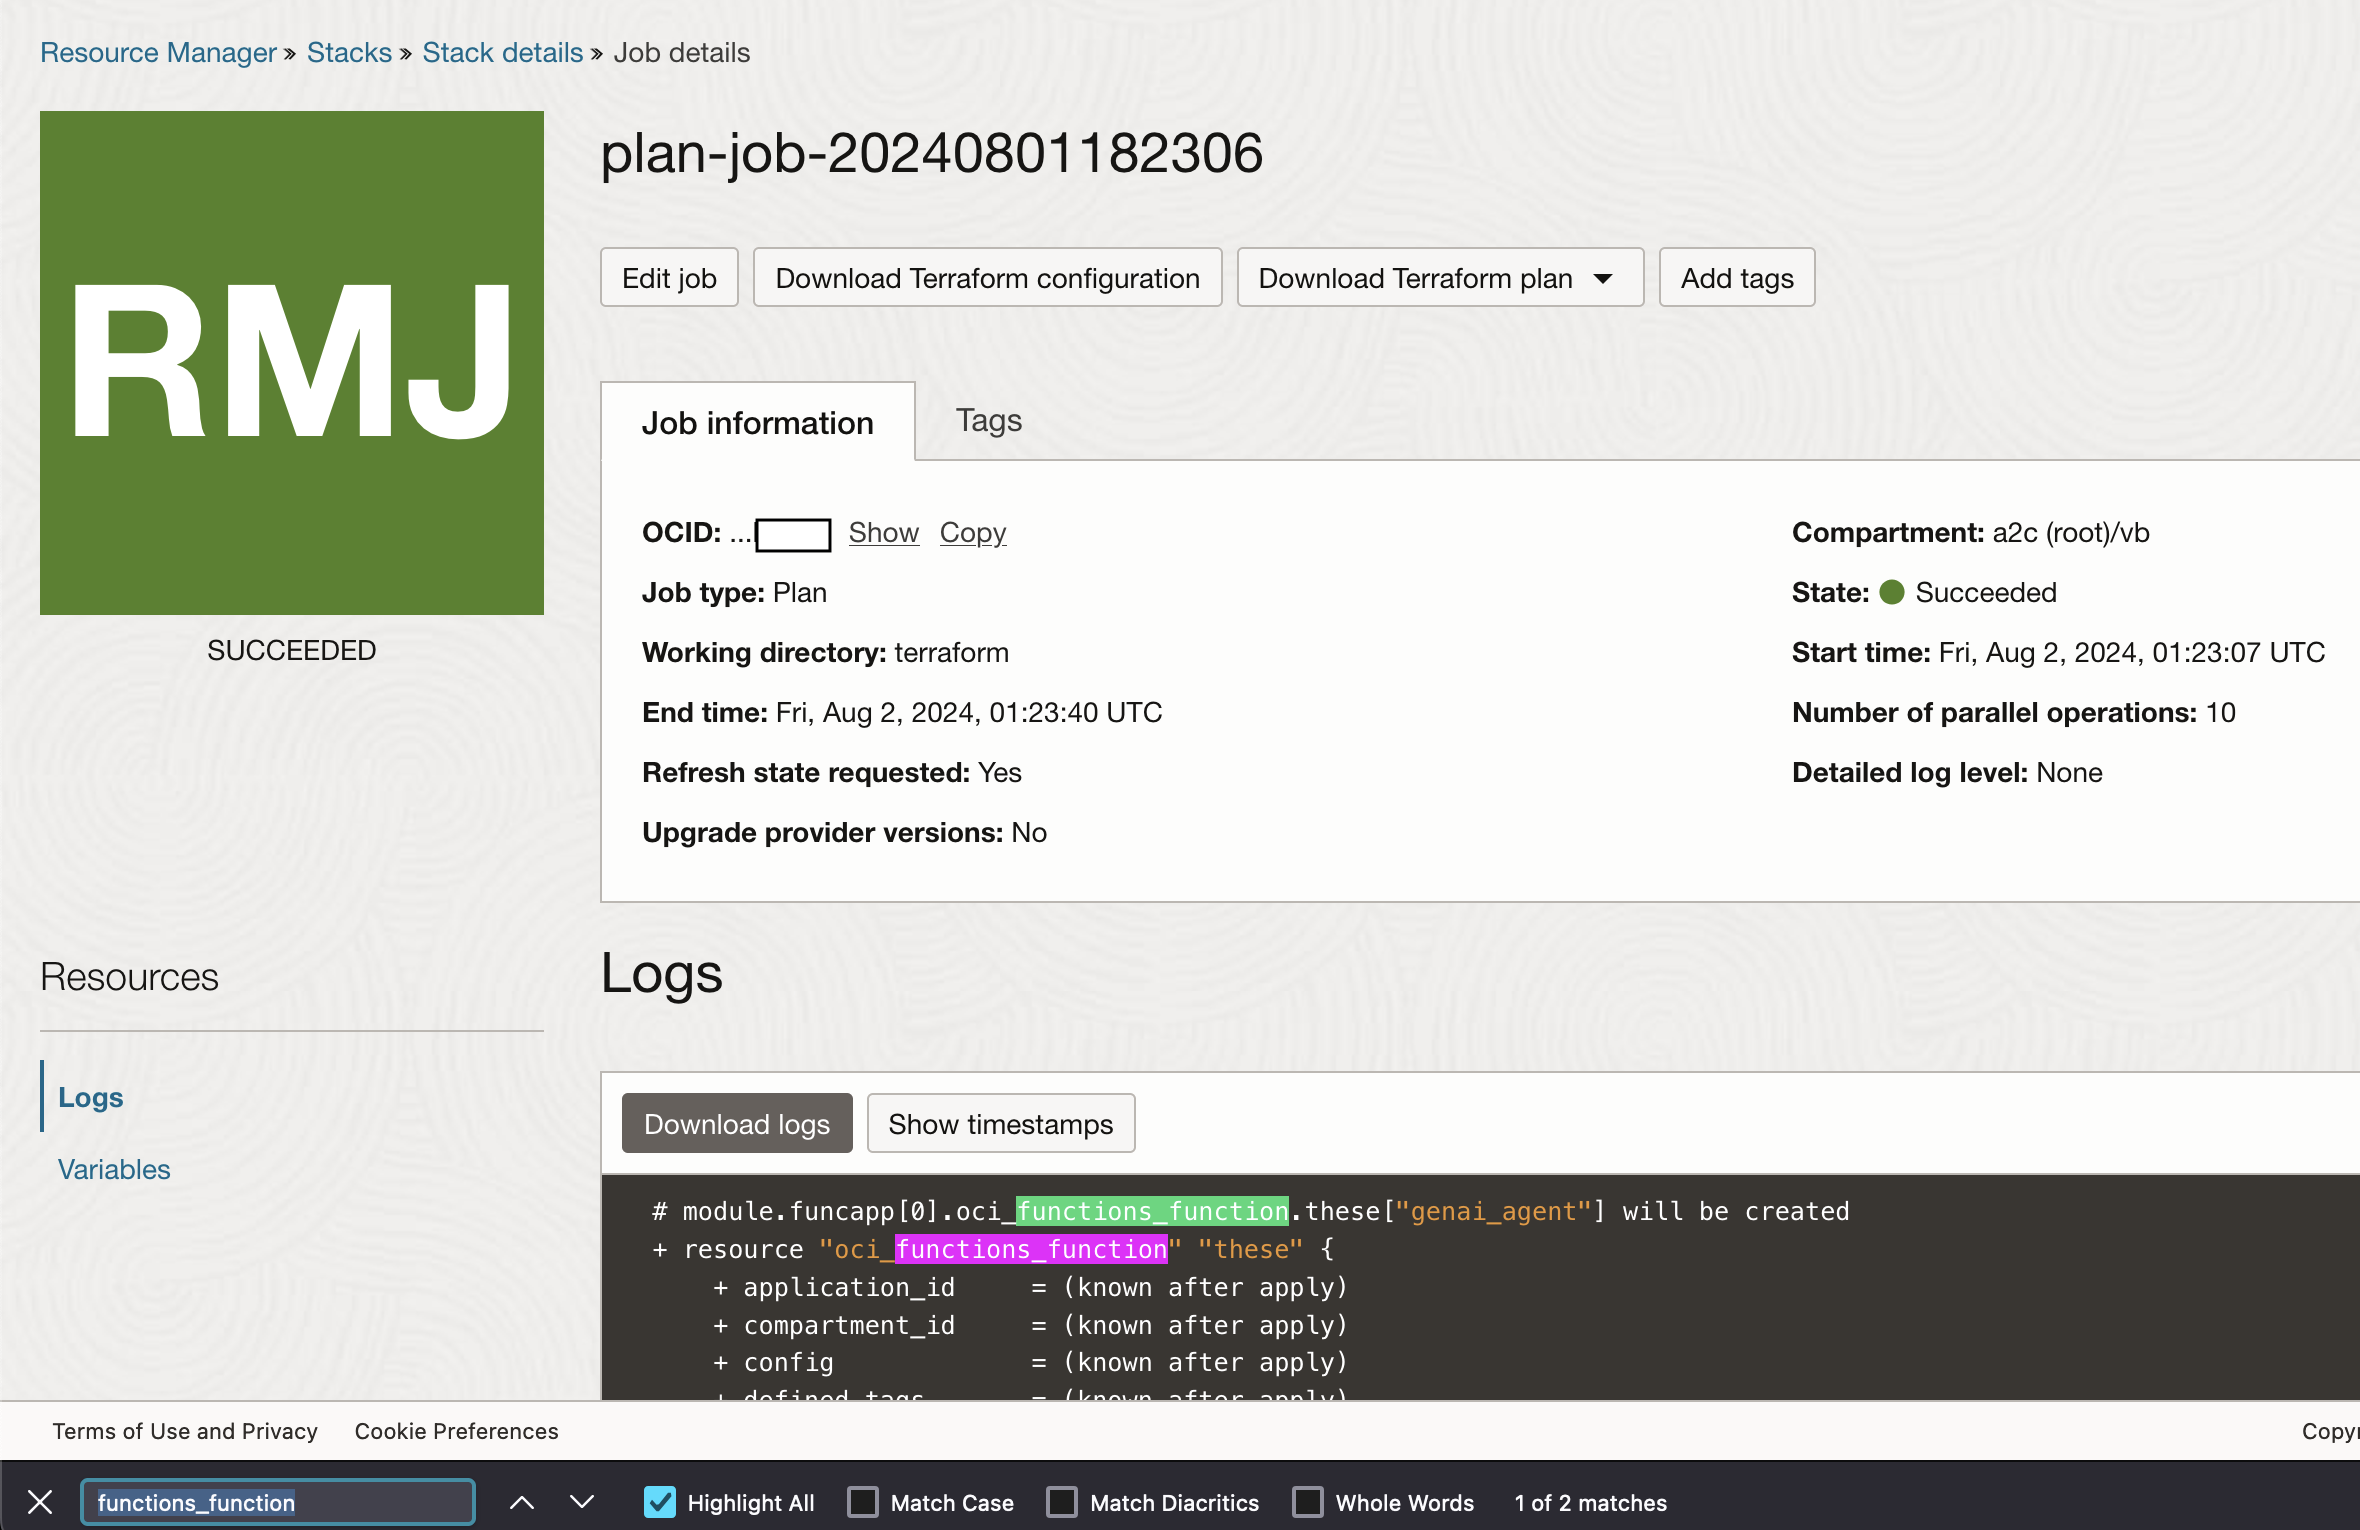 Resource Manager » Stacks » Stack details » Job details
RMJ
SUCCEEDED
plan-job-20240801182306
Edit job
Download Terraform configuration
Download Terraform plan
Add tags
Job information
Tags
OCID: ... Show Copy
Compartment: a2c (root)/vb
Job type: Plan
State: Succeeded
Working directory: terraform
Start time: Fri, Aug 2, 2024, 01:23:07 UTC
End time: Fri, Aug 2, 2024, 01:23:40 UTC
Number of parallel operations: 10
Refresh state requested: Yes
Detailed log level: None
Upgrade provider versions: No
Resources
Logs
Variables
Logs
Download logs
Show timestamps
# module.funcapp[0].oci_functions_function.these["genai_agent"] will be created
+ resource "oci_functions_function" "these" {
+ application_id = (known after apply)
+ compartment_id = (known after apply)
+ config = (known after apply)
+ defined_tags = (known after apply)
Terms of Use and Privacy
Cookie Preferences
Copyr
functions_function
Highlight All
Match Case
Match Diacritics
Whole Words
1 of 2 matches